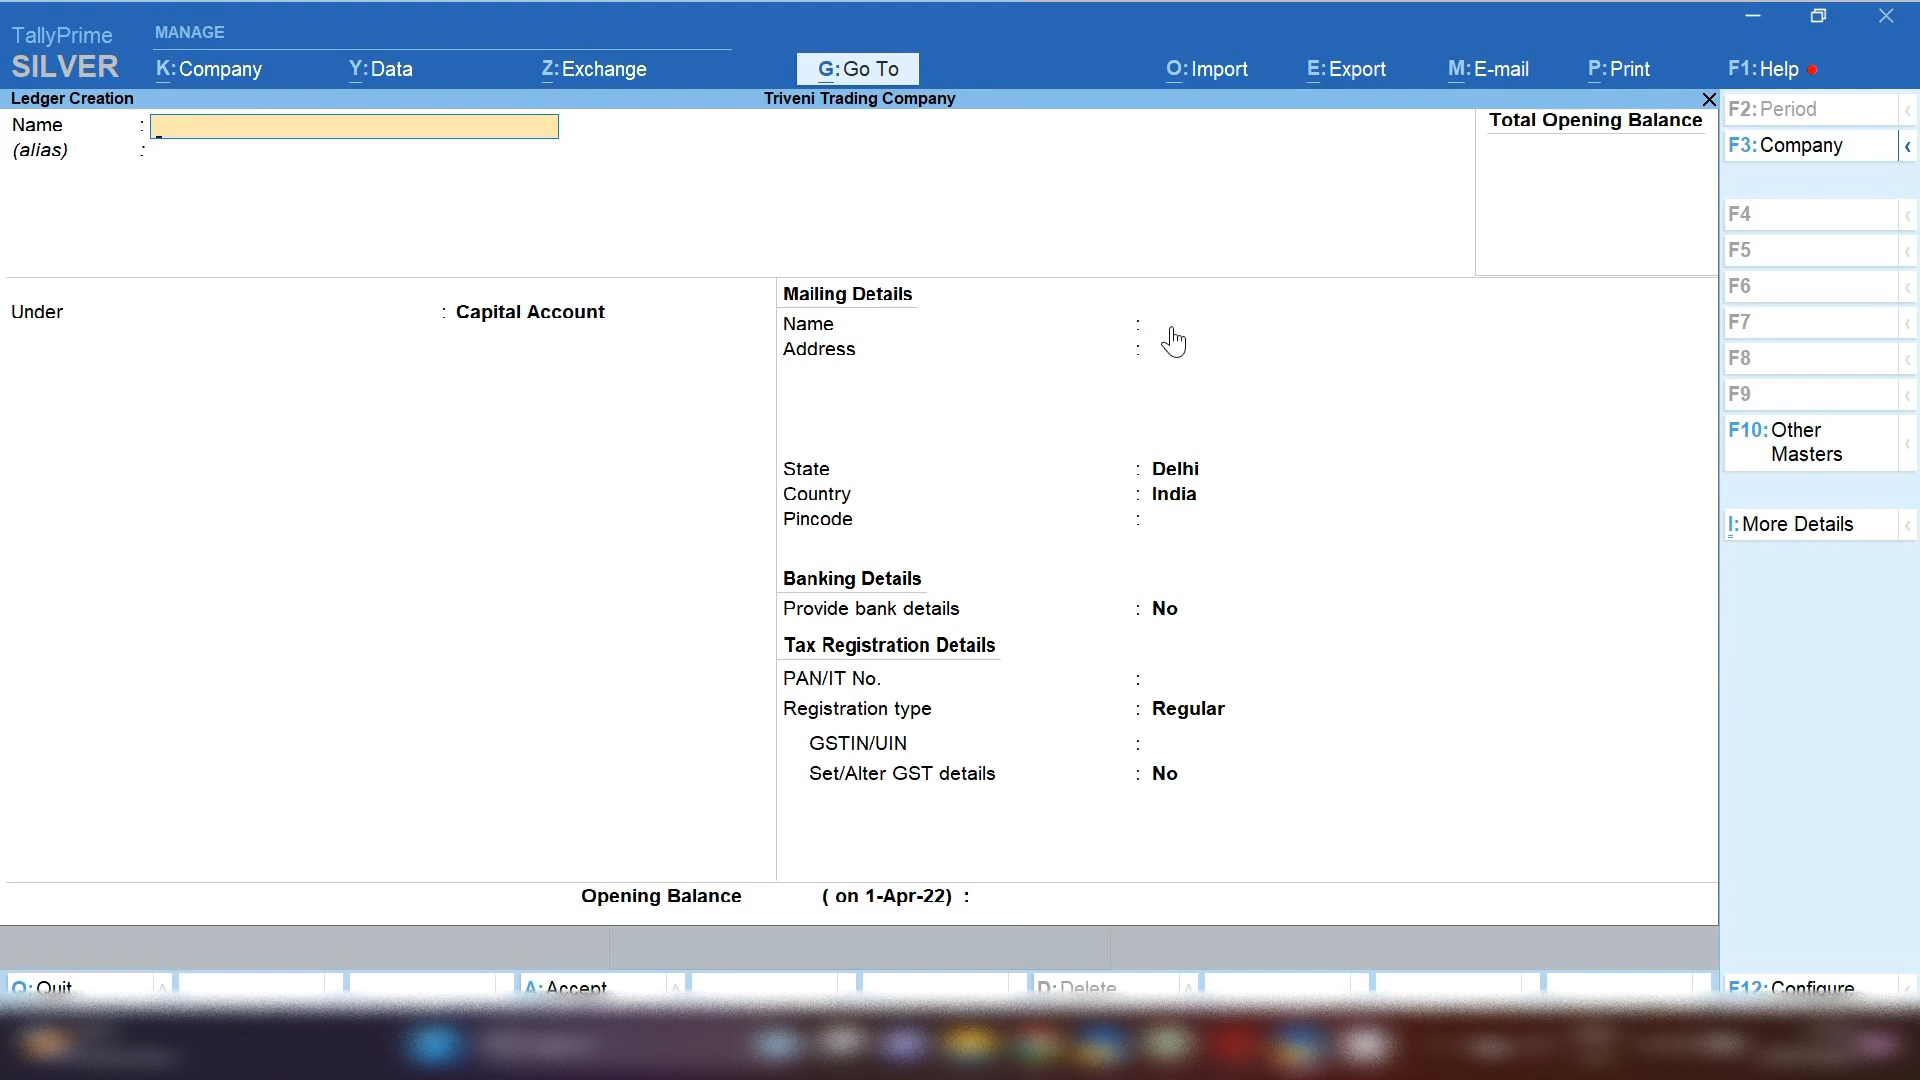 TallyPrime
SILVER
MANAGE
K:Company Y:Data Z:Exchange G:Go To O:Import E:Export M:E-mail P:Print F1:Help
Ledger Creation Triveni Trading Company
Name :
(alias) :
Total Opening Balance
Under : Capital Account
Mailing Details
Name :
Address :
State : Delhi
Country : India
Pincode :
Banking Details
Provide bank details : No
Tax Registration Details
PAN/IT No. :
Registration type : Regular
GSTIN/UIN :
Set/Alter GST details : No
Opening Balance ( on 1-Apr-22) :
F2:Period
F3:Company
F4
F5
F6
F7
F8
F9
F10:Other
Masters
I:More Details
Q:Quit A:Accept D:Delete F12:Configure